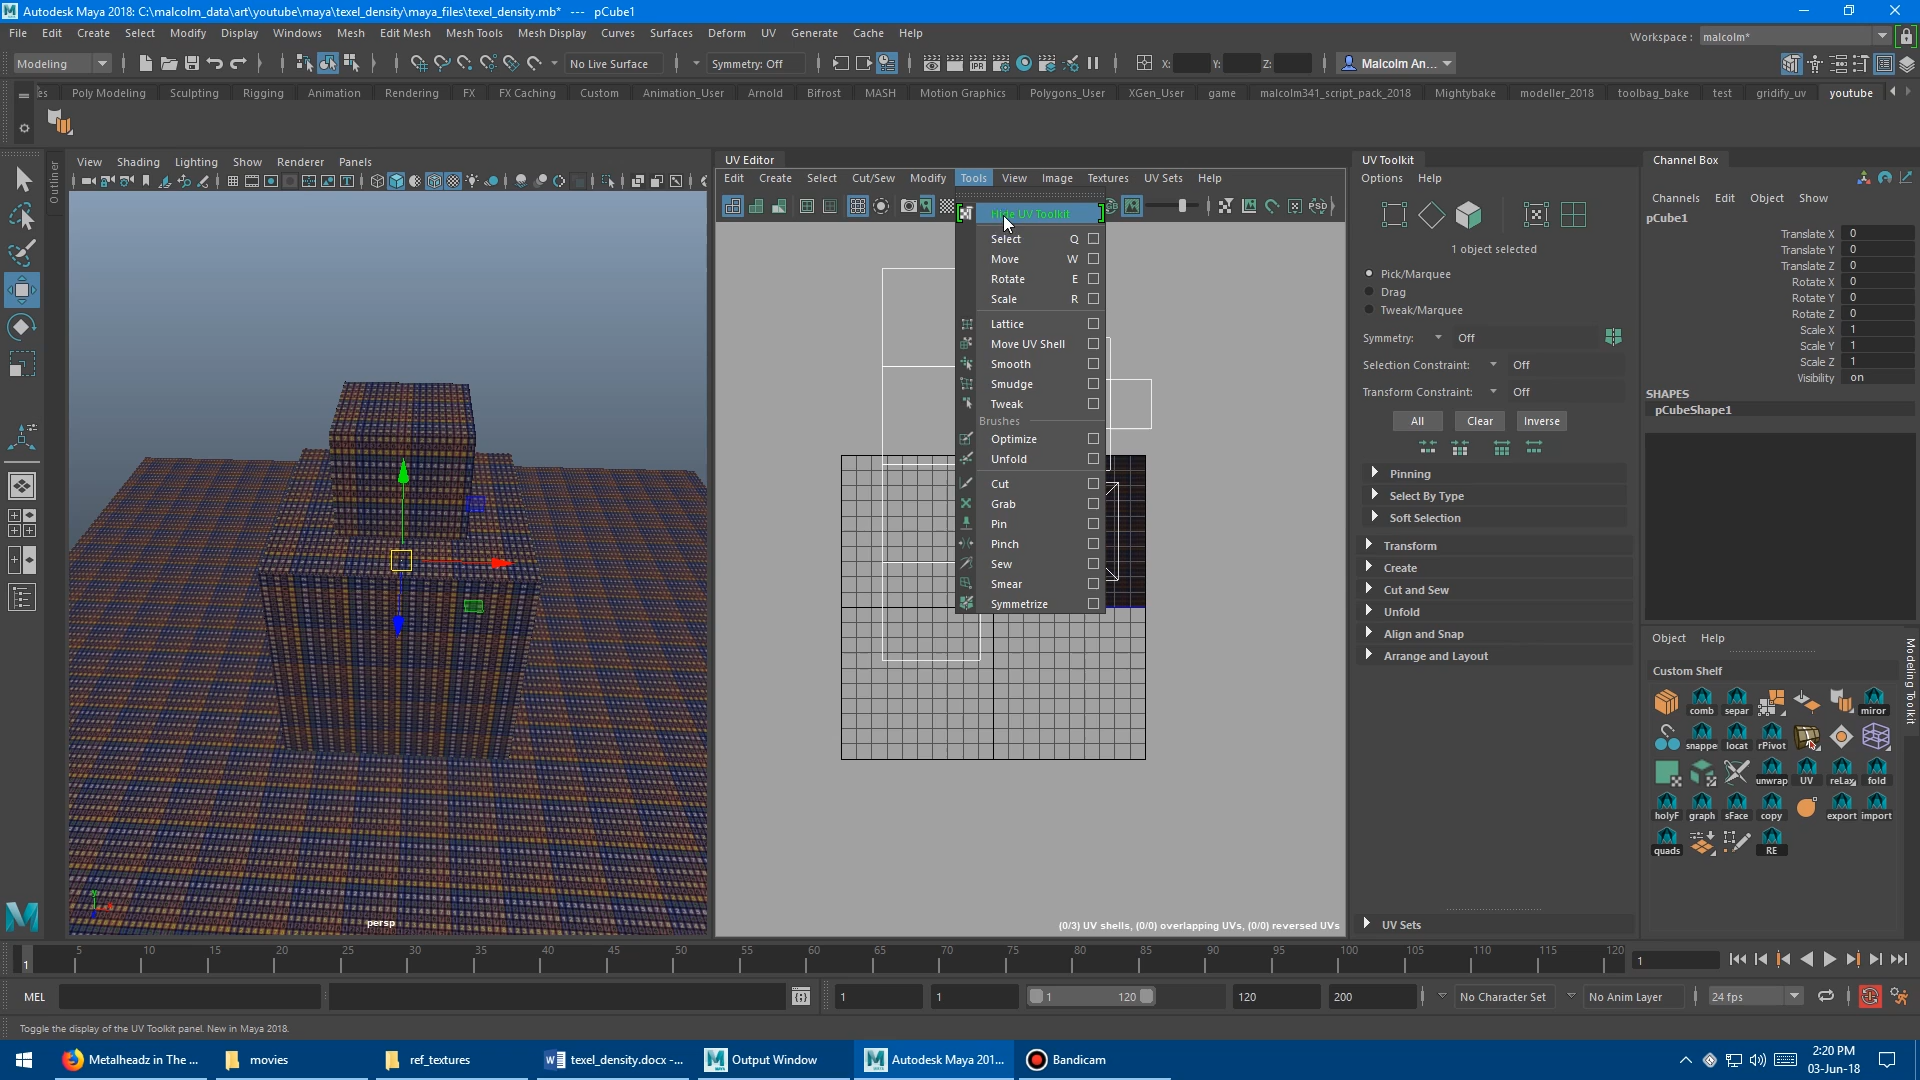 Autodesk Maya 2018: C:\malcolm_data\art\youtube\maya\texel_density\maya_files\texel_density.mb* --- pCube1
File Edit Create Select Modify Display Windows Mesh Edit Mesh Mesh Tools Mesh Display Curves Surfaces Deform UV Generate Cache Help
Workspace : malcolm*
Modeling No Live Surface Symmetry: Off X: Y: Z: Malcolm An...
Poly Modeling Sculpting Rigging Animation Rendering FX FX Caching Custom Animation_User Arnold Bifrost MASH Motion Graphics Polygons_User XGen_User game malcolm341_script_pack_2018 Mightybake modeller_2018 toolbag_bake test gridify_uv youtube
Outliner
View Shading Lighting Show Renderer Panels
persp
UV Editor
Edit Create Select Cut/Sew Modify Tools View Image Textures UV Sets Help
Hide UV Toolkit
Select Q
Move W
Rotate E
Scale R
Lattice
Move UV Shell
Smooth
Smudge
Tweak
Brushes
Optimize
Unfold
Cut
Grab
Pin
Pinch
Sew
Smear
Symmetrize
(0/3) UV shells, (0/0) overlapping UVs, (0/0) reversed UVs
UV Toolkit
Options Help
1 object selected
Pick/Marquee
Drag
Tweak/Marquee
Symmetry: Off
Selection Constraint: Off
Transform Constraint: Off
All Clear Inverse
Pinning
Select By Type
Soft Selection
Transform
Create
Cut and Sew
Unfold
Align and Snap
Arrange and Layout
UV Sets
Channel Box
Channels Edit Object Show
pCube1
Translate X 0
Translate Y 0
Translate Z 0
Rotate X 0
Rotate Y 0
Rotate Z 0
Scale X 1
Scale Y 1
Scale Z 1
Visibility on
SHAPES
pCubeShape1
Object Help
Modeling Toolkit
Custom Shelf
comb separ miror
snappe locat rPivot
unwrap UV reLax fold
holyF graph sFace copy export import
quads RE
5 10 15 20 25 30 35 40 45 50 55 60 65 70 75 80 85 90 95 100 105 110 115 120
1 1
MEL 1 1 1 120 120 200 No Character Set No Anim Layer 24 fps
Toggle the display of the UV Toolkit panel. New in Maya 2018.
Metalheadz in The ... movies ref_textures texel_density.docx -... Output Window Autodesk Maya 201... Bandicam
2:20 PM
03-Jun-18